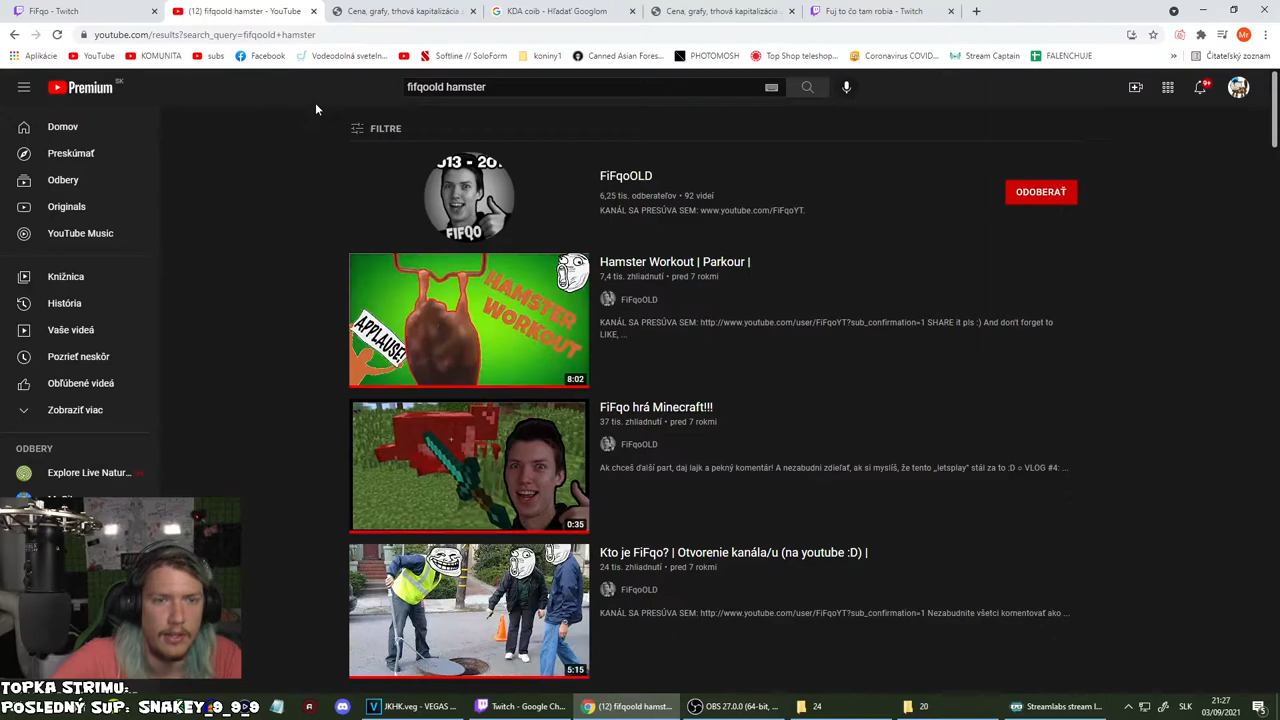 FiFqo - Twitch
fifqoold hamster - YouTube
Cena, grafy, trhová kapitalizácia
KDA coib - Hľadať Googlom
Cena, grafy, trhová kapitalizácia
Fuj to čo tam robia - Twitch
youtube.com/results?search_query=fifqoold+hamster
Aplikácie
YouTube
KOMUNITA
subs
Facebook
Vodeodolná sveteln...
Softline // SoloForm
koniny1
Canned Asian Fores...
PHOTOMOSH
Top Shop teleshop...
Coronavirus COVID...
Stream Captain
FALENCHUJE
Čitateľský zoznam
Premium SK
fifqoold hamster
9+
Domov
Preskúmať
Odbery
Originals
YouTube Music
Knižnica
História
Vaše videá
Pozrieť neskôr
Obľúbené videá
Zobraziť viac
ODBERY
Explore Live Natur...
FILTRE
FIFQO
FiFqoOLD
6,25 tis. odberateľov • 92 videí
KANÁL SA PRESÚVA SEM: www.youtube.com/FiFqoYT.
ODOBERAŤ
HAMSTER
WORKOUT
APPLAUSE!
8:02
Hamster Workout | Parkour |
7,4 tis. zhliadnutí • pred 7 rokmi
FiFqoOLD
KANÁL SA PRESÚVA SEM: http://www.youtube.com/user/FiFqoYT?sub_confirmation=1 SHARE it pls :) And don't forget to
LIKE, ...
0:35
FiFqo hrá Minecraft!!!
37 tis. zhliadnutí • pred 7 rokmi
FiFqoOLD
Ak chceš ďalší part, daj lajk a pekný komentár! A nezabudni zdieľať, ak si myslíš, že tento „letsplay" stál za to :D ○ VLOG #4: ...
5:15
Kto je FiFqo? | Otvorenie kanála/u (na youtube :D) |
24 tis. zhliadnutí • pred 7 rokmi
FiFqoOLD
KANÁL SA PRESÚVA SEM: http://www.youtube.com/user/FiFqoYT?sub_confirmation=1 Nezabudnite všetci komentovať ako ...
TOPKA STRIMU:
POSLEDNÝ SUB: SNAKEY_9_9_9
JKHK.veg - VEGAS ...
Twitch - Google Ch...
(12) fifqoold hamst...
OBS 27.0.0 (64-bit, ...
24
20
Streamlabs stream l...
SLK
21:27
03/09/2021